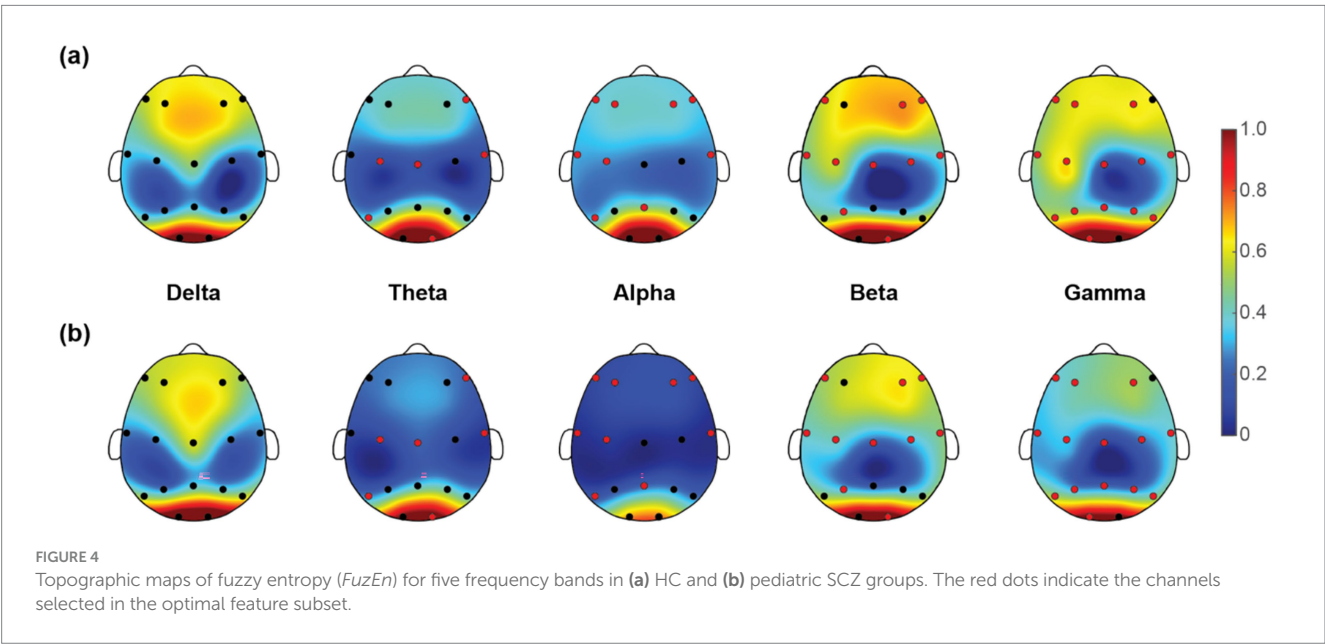 (a)
1.0
0.8
0.6
0.4
0.2
0
Delta Theta Alpha Beta Gamma
(b)
FIGURE 4
Topographic maps of fuzzy entropy (FuzEn) for five frequency bands in (a) HC and (b) pediatric SCZ groups. The red dots indicate the channels
selected in the optimal feature subset.